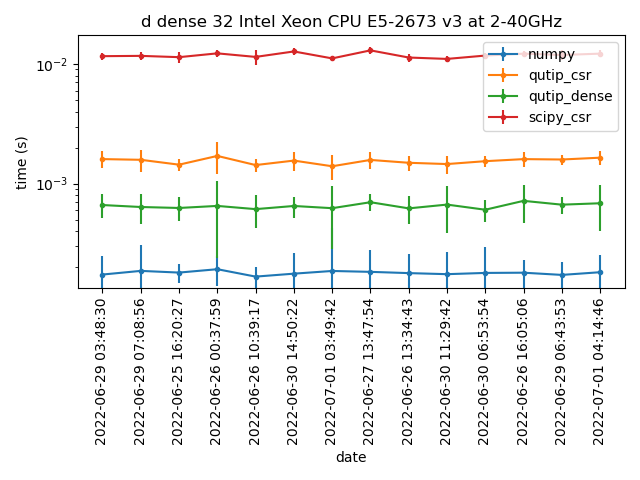 d dense 32 Intel Xeon CPU E5-2673 v3 at 2-40GHz
time (s)
10−2
10−3
numpy
qutip_csr
qutip_dense
scipy_csr
2022-06-29 03:48:30
2022-06-29 07:08:56
2022-06-25 16:20:27
2022-06-26 00:37:59
2022-06-26 10:39:17
2022-06-30 14:50:22
2022-07-01 03:49:42
2022-06-27 13:47:54
2022-06-26 13:34:43
2022-06-30 11:29:42
2022-06-30 06:53:54
2022-06-26 16:05:06
2022-06-29 06:43:53
2022-07-01 04:14:46
date